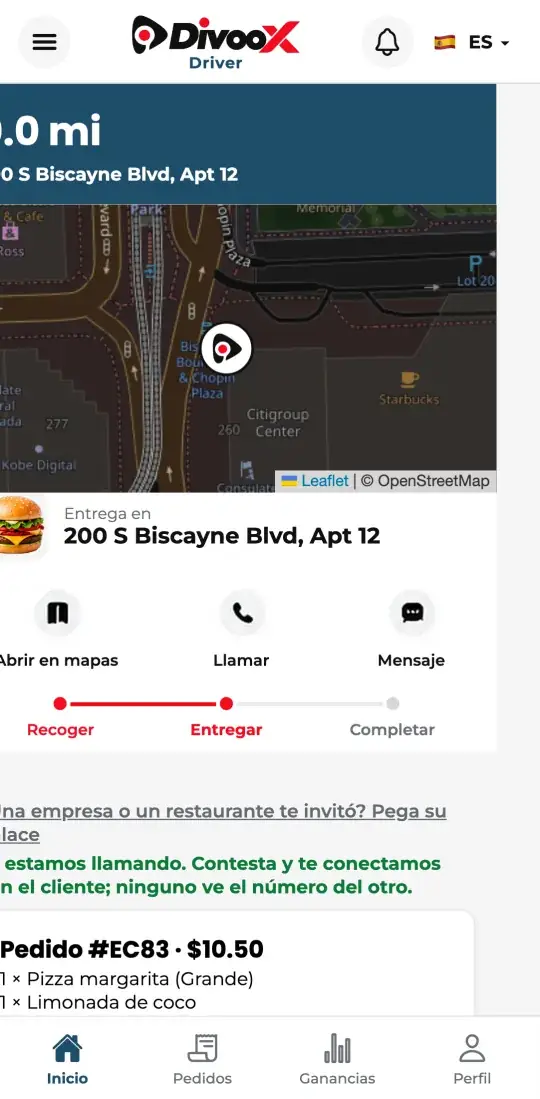 DivooX
Driver
ES
.0 mi
0 S Biscayne Blvd, Apt 12
& Cafe
Ross
Park
Chopin Plaza
Memorial
P
Lot 20
Kobe Digital
277
& Chopin
Plaza
260
Citigroup
Center
Starbucks
Consulate
Leaflet | © OpenStreetMap
Entrega en
200 S Biscayne Blvd, Apt 12
Abrir en mapas
Llamar
Mensaje
Recoger
Entregar
Completar
Una empresa o un restaurante te invitó? Pega su
lace
estamos llamando. Contesta y te conectamos
n el cliente; ninguno ve el número del otro.
Pedido #EC83 · $10.50
1 × Pizza margarita (Grande)
1 × Limonada de coco
Inicio
Pedidos
Ganancias
Perfil